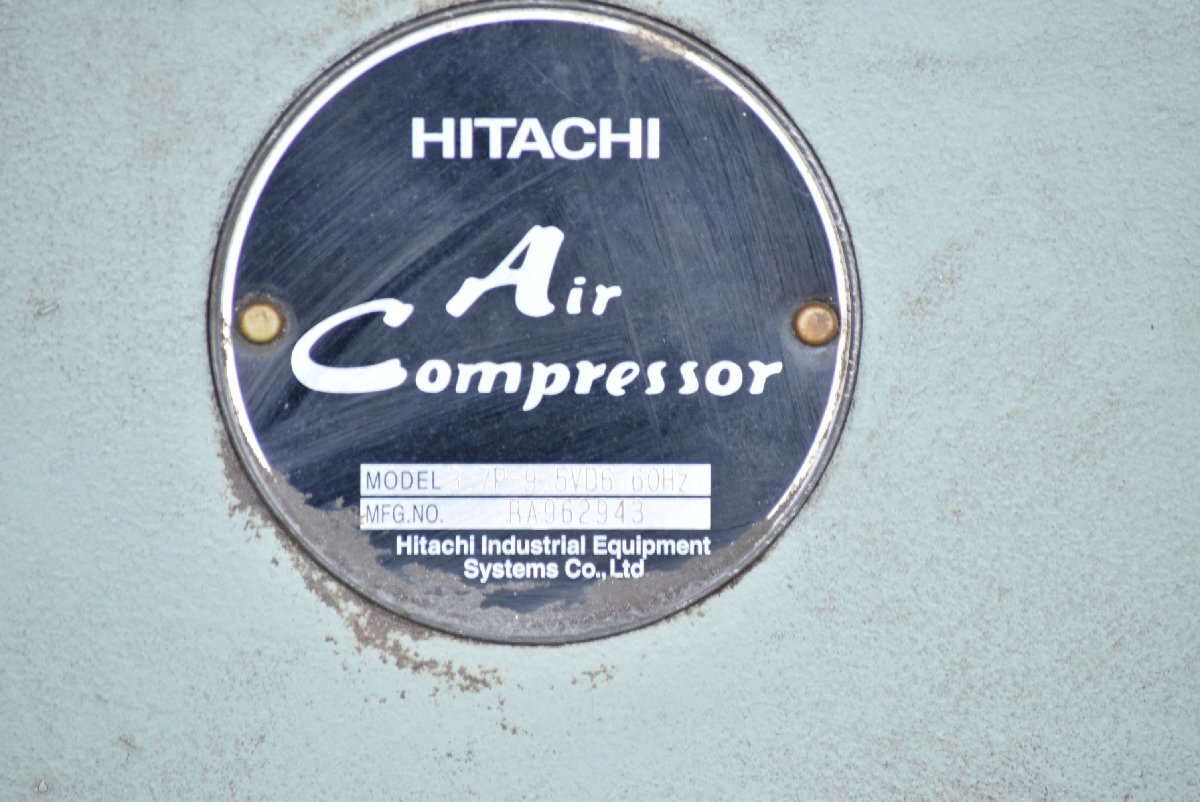 HITACHI
Air
Compressor
MODEL 3.7P-9.5VD6 60Hz
MFG.NO. RA962943
Hitachi Industrial Equipment
Systems Co.,Ltd